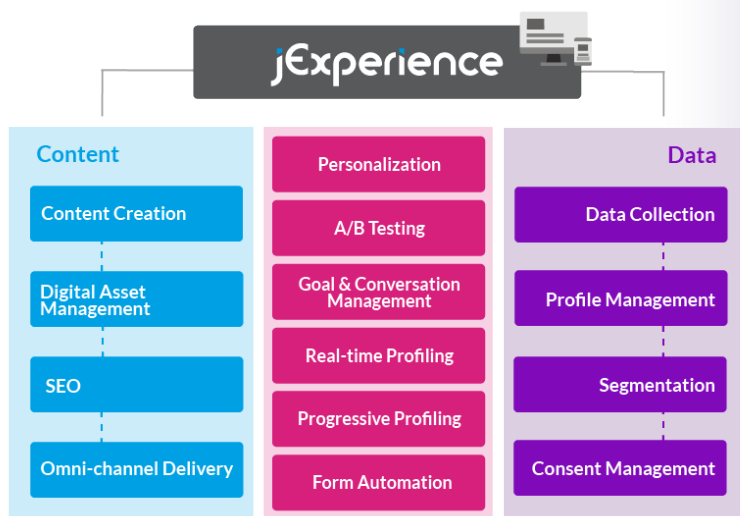 jExperience
Content
Content Creation
Digital Asset
Management
SEO
Omni-channel Delivery
Personalization
A/B Testing
Goal & Conversation
Management
Real-time Profiling
Progressive Profiling
Form Automation
Data
Data Collection
Profile Management
Segmentation
Consent Management